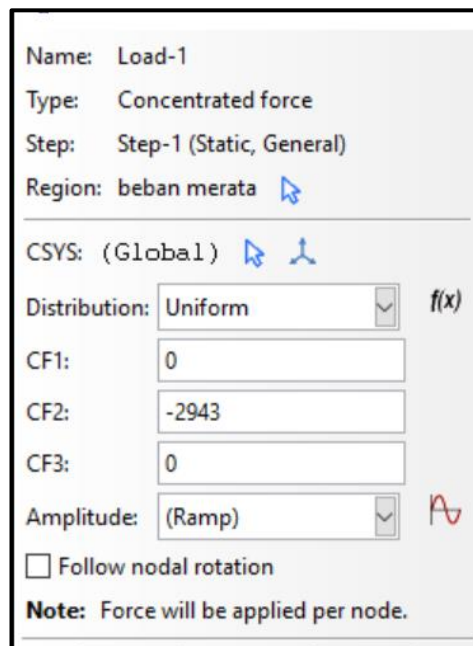 Name: Load-1
Type: Concentrated force
Step: Step-1 (Static, General)
Region: beban merata
CSYS: (Global)
Distribution: Uniform f(x)
CF1: 0
CF2: -2943
CF3: 0
Amplitude: (Ramp)
Follow nodal rotation
Note: Force will be applied per node.